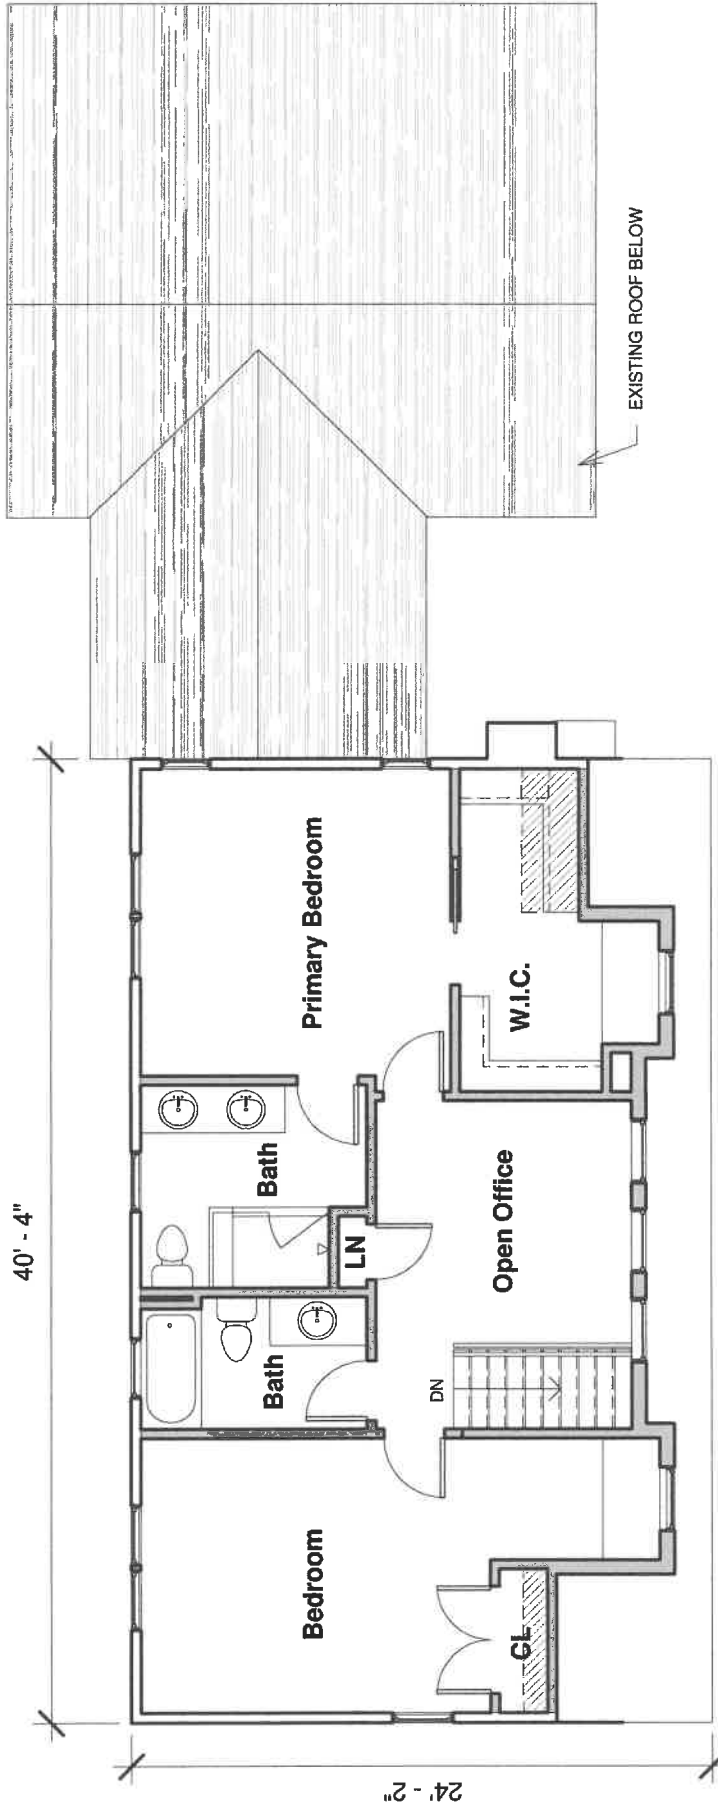 40' - 4"
24' - 2"
Bedroom
CL
Bath
Bath
LN
DN
Open Office
Primary Bedroom
W.I.C.
EXISTING ROOF BELOW